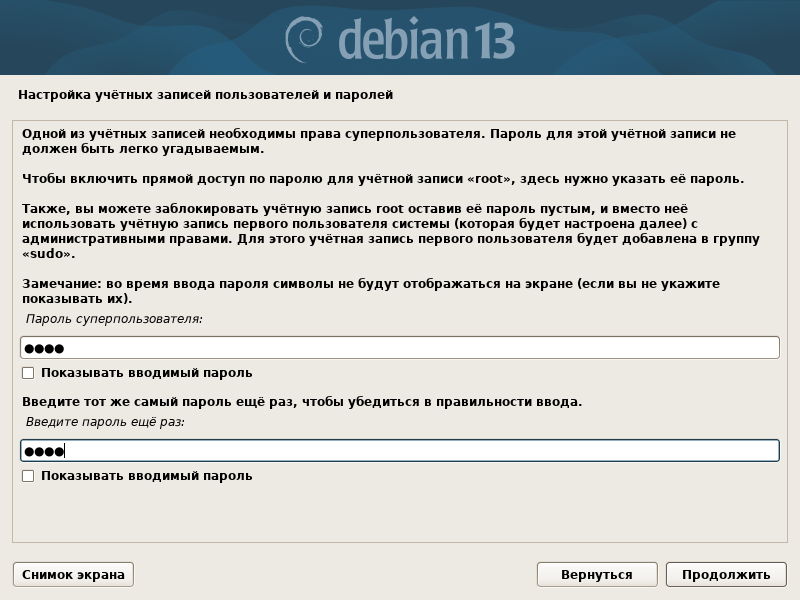 debian 13
Настройка учётных записей пользователей и паролей
Одной из учётных записей необходимы права суперпользователя. Пароль для этой учётной записи не
должен быть легко угадываемым.
Чтобы включить прямой доступ по паролю для учётной записи «root», здесь нужно указать её пароль.
Также, вы можете заблокировать учётную запись root оставив её пароль пустым, и вместо неё
использовать учётную запись первого пользователя системы (которая будет настроена далее) с
административными правами. Для этого учётная запись первого пользователя будет добавлена в группу
«sudo».
Замечание: во время ввода пароля символы не будут отображаться на экране (если вы не укажите
показывать их).
Пароль суперпользователя:
●●●●
Показывать вводимый пароль
Введите тот же самый пароль ещё раз, чтобы убедиться в правильности ввода.
Введите пароль ещё раз:
●●●●
Показывать вводимый пароль
Снимок экрана
Вернуться
Продолжить